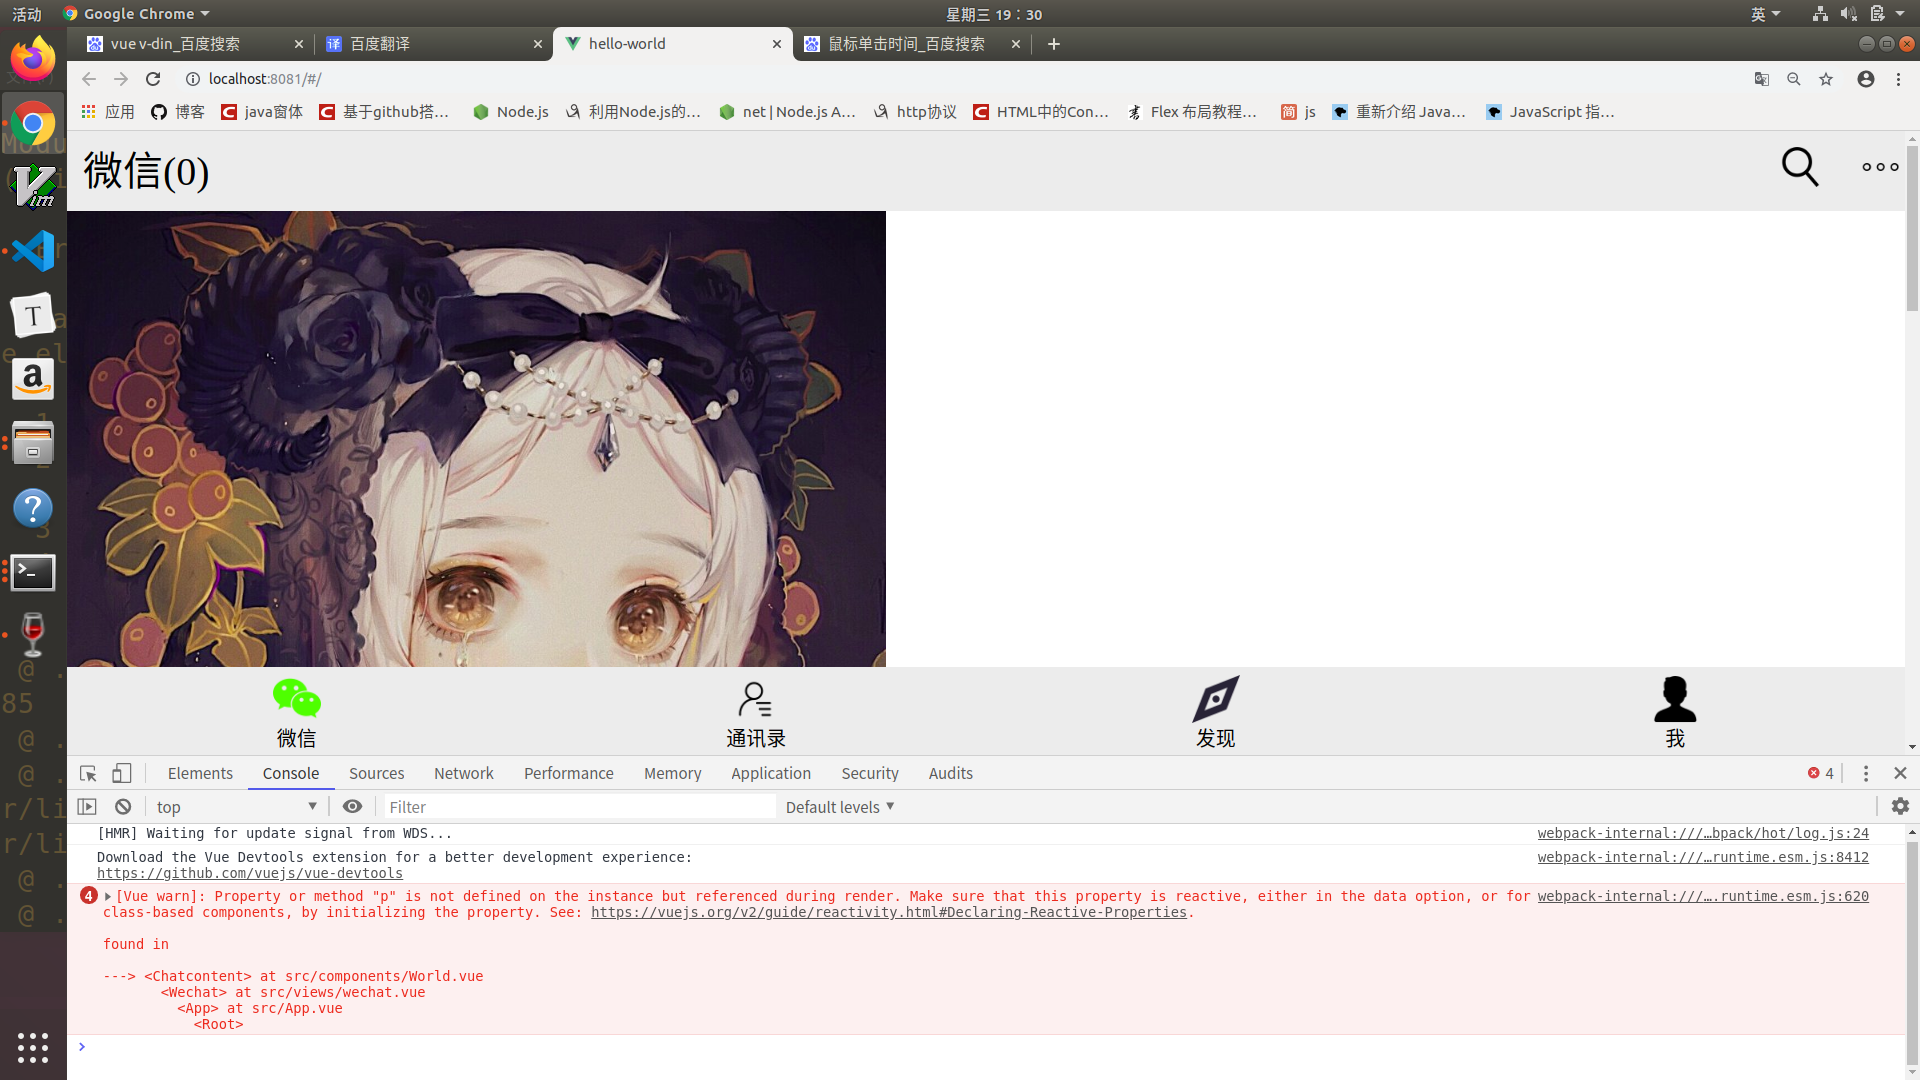 活动
Google Chrome
星期三 19：30
英
vue v-din_百度搜索
译
百度翻译
hello-world
鼠标单击时间_百度搜索
localhost:8081/#/
应用
博客
java窗体
基于github搭…
Node.js
利用Node.js的…
net | Node.js A…
http协议
HTML中的Con…
Flex 布局教程…
简
js
重新介绍 Java…
JavaScript 指…
微信(0)
微信
通讯录
发现
我
Elements
Console
Sources
Network
Performance
Memory
Application
Security
Audits
4
top
Filter
Default levels
[HMR] Waiting for update signal from WDS...
webpack-internal:///…bpack/hot/log.js:24
Download the Vue Devtools extension for a better development experience:
webpack-internal:///…runtime.esm.js:8412
https://github.com/vuejs/vue-devtools
4
[Vue warn]: Property or method "p" is not defined on the instance but referenced during render. Make sure that this property is reactive, either in the data option, or for
webpack-internal:///….runtime.esm.js:620
class-based components, by initializing the property. See: https://vuejs.org/v2/guide/reactivity.html#Declaring-Reactive-Properties.
found in
---> <Chatcontent> at src/components/World.vue
<Wechat> at src/views/wechat.vue
<App> at src/App.vue
<Root>